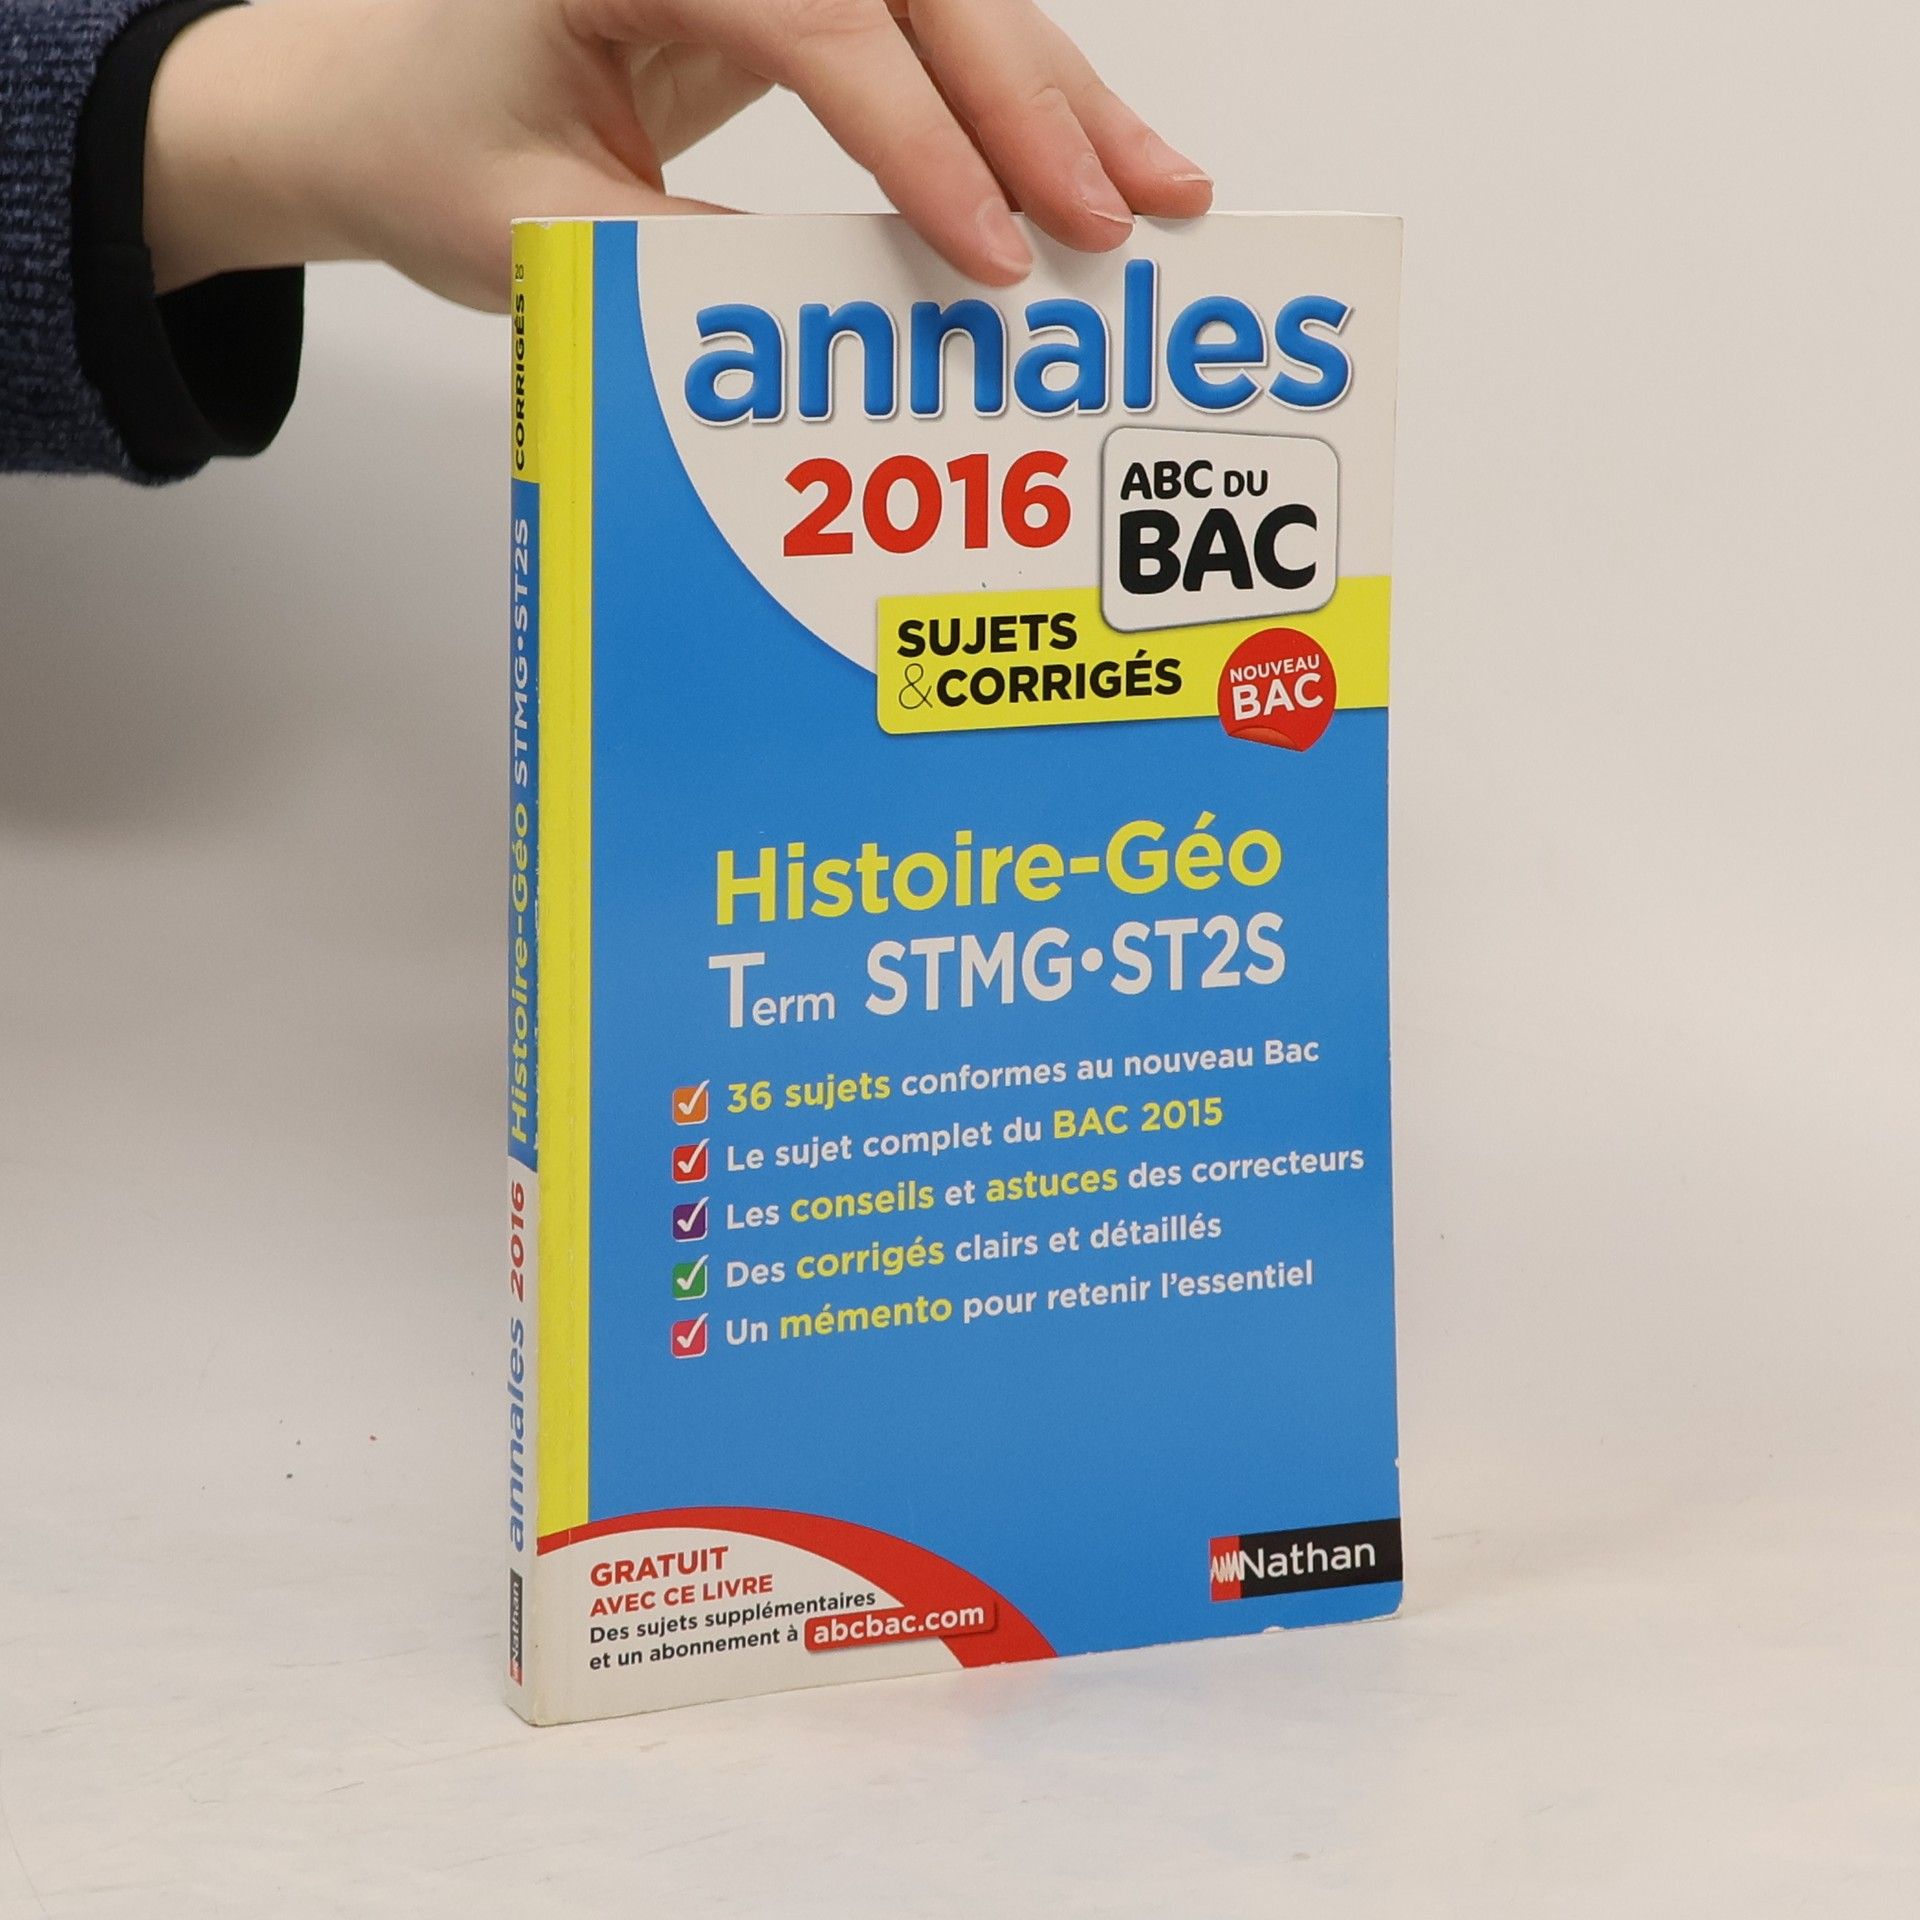 annales
2016
ABC DU
BAC
SUJETS
&CORRIGÉS
NOUVEAU
BAC
Histoire-Géo
Term STMG•ST2S
36 sujets conformes au nouveau Bac
Le sujet complet du BAC 2015
Les conseils et astuces des correcteurs
Des corrigés clairs et détaillés
Un mémento pour retenir l'essentiel
GRATUIT
AVEC CE LIVRE
Des sujets supplémentaires
et un abonnement à abcbac.com
Nathan
Nathan annales 2016 Histoire-Géo STMG•ST2S CORRIGÉS 20